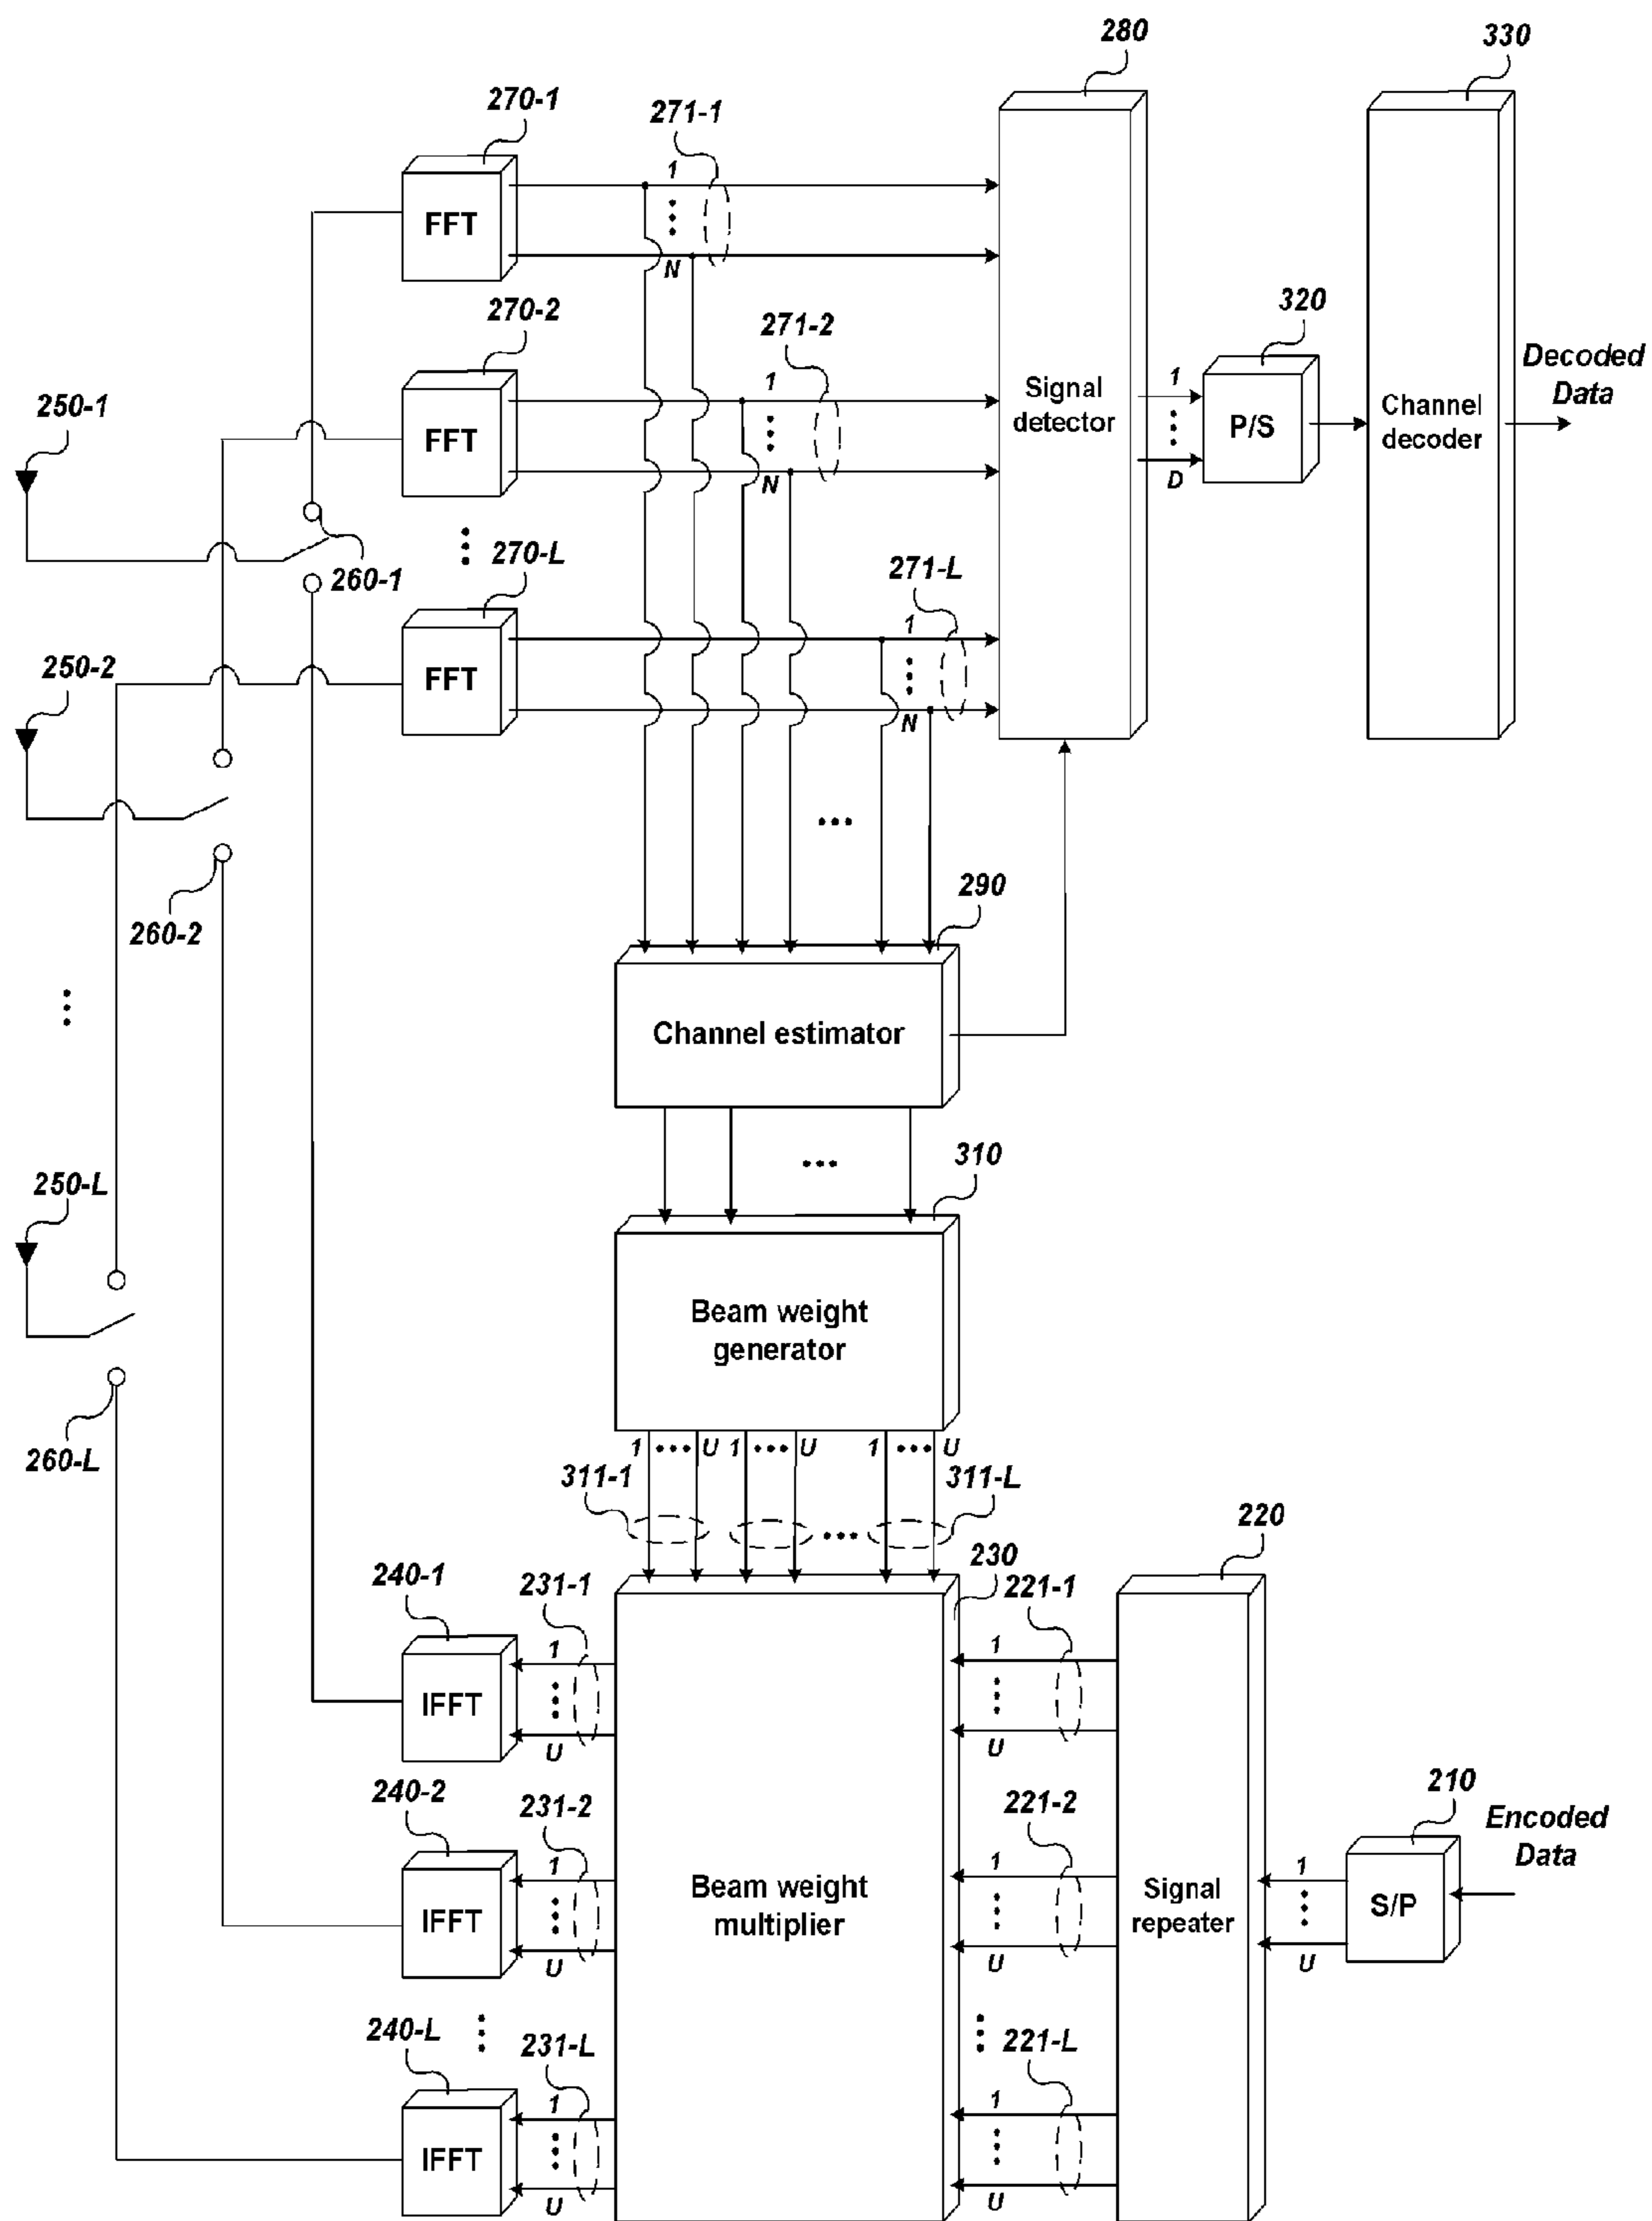 280
330
270-1
271-1
1
FFT
N
270-2
271-2
320
1
Decoded
Data
250-1
Signal
detector
1
P/S
Channel
decoder
FFT
N
D
270-L
271-L
260-1
1
250-2
FFT
N
290
260-2
Channel estimator
310
250-L
Beam weight
generator
260-L
1 U 1 U 1 U
311-1
311-L
220
230
240-1
231-1
221-1
1
1
IFFT
U
U
240-2
231-2
221-2
210
Encoded
Data
1
1
1
Beam weight
multiplier
Signal
repeater
S/P
IFFT
U
U
U
240-L
231-L
221-L
1
1
IFFT
U
U